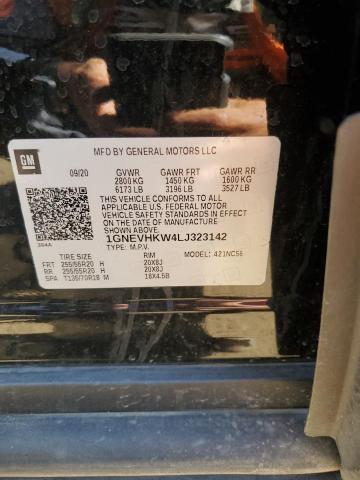 GM
MFD BY GENERAL MOTORS LLC
09/20 GVWR GAWR FRT GAWR RR
2800 KG 1450 KG 1600 KG
6173 LB 3196 LB 3527 LB
THIS VEHICLE CONFORMS TO ALL
APPLICABLE U.S. FEDERAL MOTOR
VEHICLE SAFETY STANDARDS IN
EFFECT ON THE DATE OF MANUFACTURE
SHOWN ABOVE.
1GNEVHKW4LJ323142
TYPE: M.P.V. MODEL: 421NC56
TIRE SIZE RIM
FRT 255/55R20 H 20X8J
RR 255/55R20 H 20X8J
SPA T135/70R18 M 18X4.5B